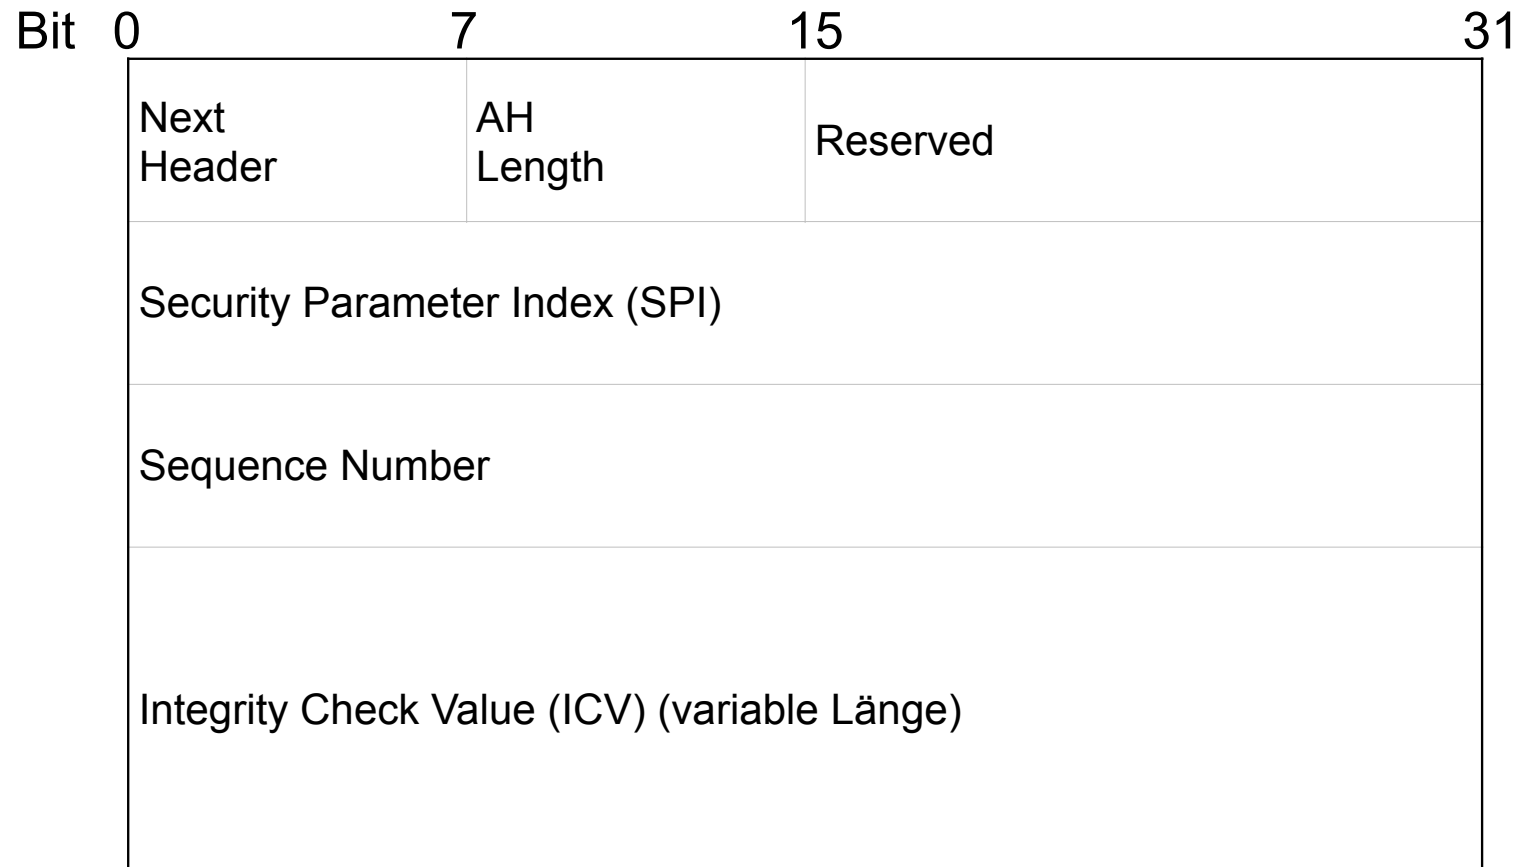 Bit 0 7 15 31
Next
Header
AH
Length
Reserved
Security Parameter Index (SPI)
Sequence Number
Integrity Check Value (ICV) (variable Länge)